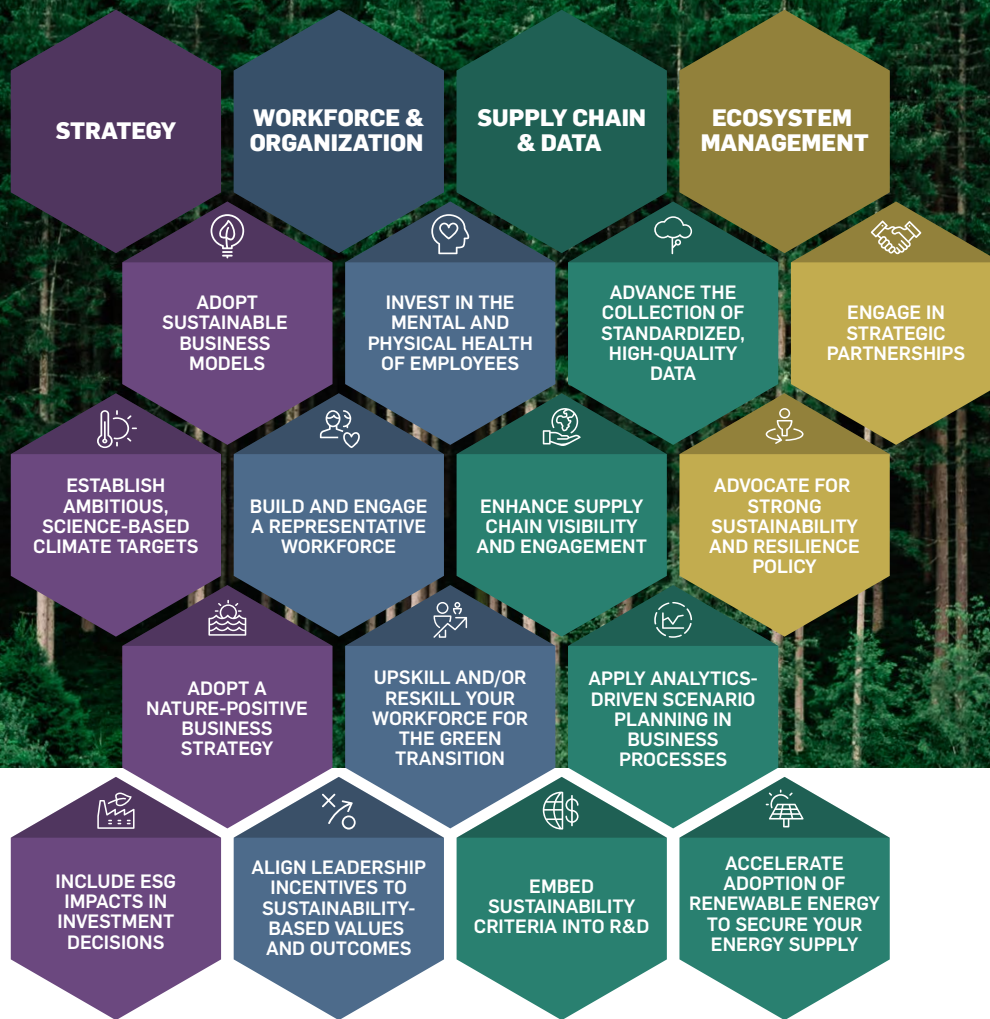 STRATEGY
WORKFORCE &
ORGANIZATION
SUPPLY CHAIN
& DATA
ECOSYSTEM
MANAGEMENT
ADOPT
SUSTAINABLE
BUSINESS
MODELS
INVEST IN THE
MENTAL AND
PHYSICAL HEALTH
OF EMPLOYEES
ADVANCE THE
COLLECTION OF
STANDARDIZED,
HIGH-QUALITY
DATA
ENGAGE IN
STRATEGIC
PARTNERSHIPS
ESTABLISH
AMBITIOUS,
SCIENCE-BASED
CLIMATE TARGETS
BUILD AND ENGAGE
A REPRESENTATIVE
WORKFORCE
ENHANCE SUPPLY
CHAIN VISIBILITY
AND ENGAGEMENT
ADVOCATE FOR
STRONG
SUSTAINABILITY
AND RESILIENCE
POLICY
ADOPT A
NATURE-POSITIVE
BUSINESS
STRATEGY
UPSKILL AND/OR
RESKILL YOUR
WORKFORCE FOR
THE GREEN
TRANSITION
APPLY ANALYTICS-
DRIVEN SCENARIO
PLANNING IN
BUSINESS
PROCESSES
INCLUDE ESG
IMPACTS IN
INVESTMENT
DECISIONS
ALIGN LEADERSHIP
INCENTIVES TO
SUSTAINABILITY-
BASED VALUES
AND OUTCOMES
EMBED
SUSTAINABILITY
CRITERIA INTO R&D
ACCELERATE
ADOPTION OF
RENEWABLE ENERGY
TO SECURE YOUR
ENERGY SUPPLY